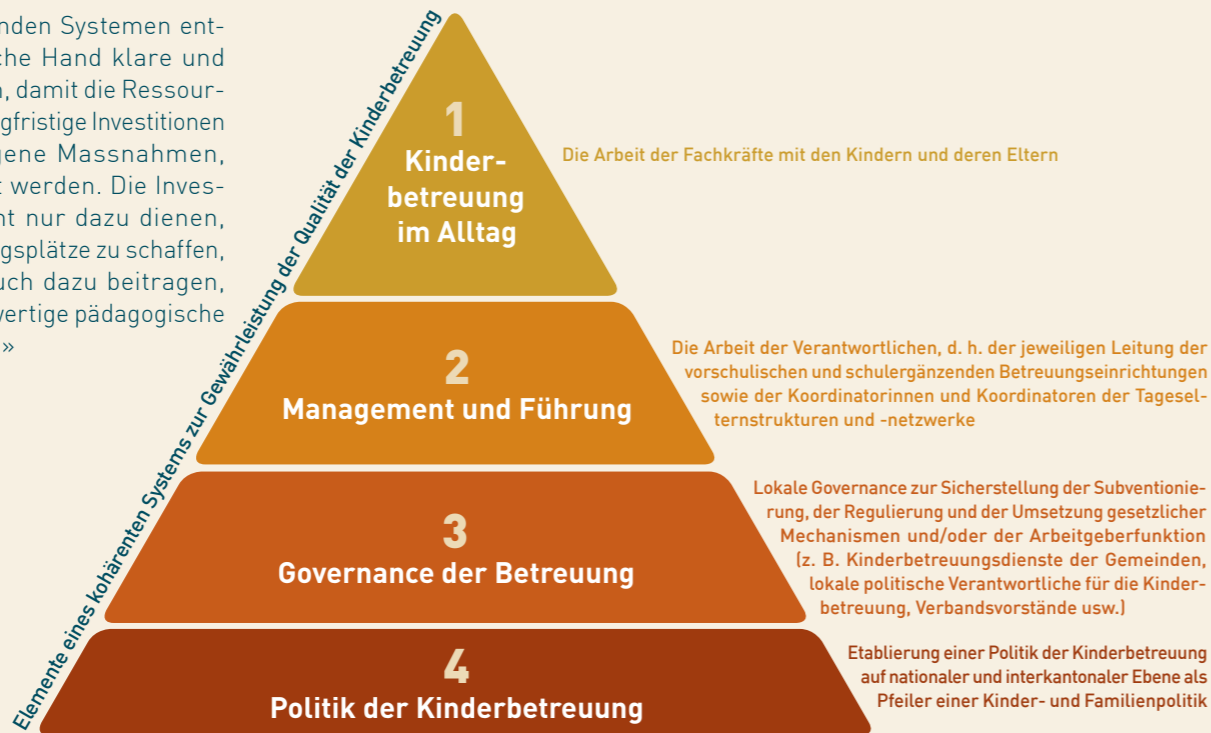 nden Systemen ent-
che Hand klare und
, damit die Ressour-
gfristige Investitionen
gene Massnahmen,
t werden. Die Inves-
nt nur dazu dienen,
gsplätze zu schaffen,
uch dazu beitragen,
wertige pädagogische
»
Elemente eines kohärenten Systems zur Gewährleistung der Qualität der Kinderbetreuung
1
Kinder-
betreuung
im Alltag
Die Arbeit der Fachkräfte mit den Kindern und deren Eltern
2
Management und Führung
Die Arbeit der Verantwortlichen, d. h. der jeweiligen Leitung der
vorschulischen und schulergänzenden Betreuungseinrichtungen
sowie der Koordinatorinnen und Koordinatoren der Tagesel-
ternstrukturen und -netzwerke
3
Governance der Betreuung
Lokale Governance zur Sicherstellung der Subventionie-
rung, der Regulierung und der Umsetzung gesetzlicher
Mechanismen und/oder der Arbeitgeberfunktion
(z. B. Kinderbetreuungsdienste der Gemeinden,
lokale politische Verantwortliche für die Kinder-
betreuung, Verbandsvorstände usw.)
4
Politik der Kinderbetreuung
Etablierung einer Politik der Kinderbetreuung
auf nationaler und interkantonaler Ebene als
Pfeiler einer Kinder- und Familienpolitik